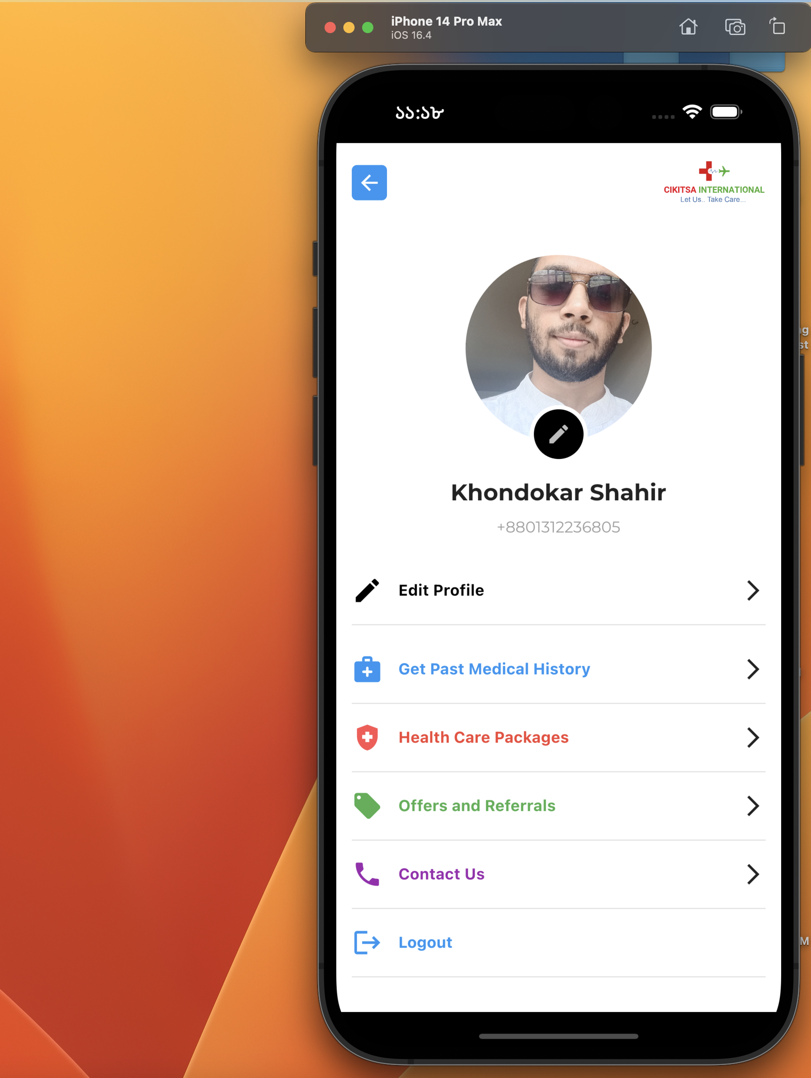 iPhone 14 Pro Max
iOS 16.4
১১:১৮
CIKITSA INTERNATIONAL
Let Us.. Take Care...
Khondokar Shahir
+8801312236805
Edit Profile
Get Past Medical History
Health Care Packages
Offers and Referrals
Contact Us
Logout